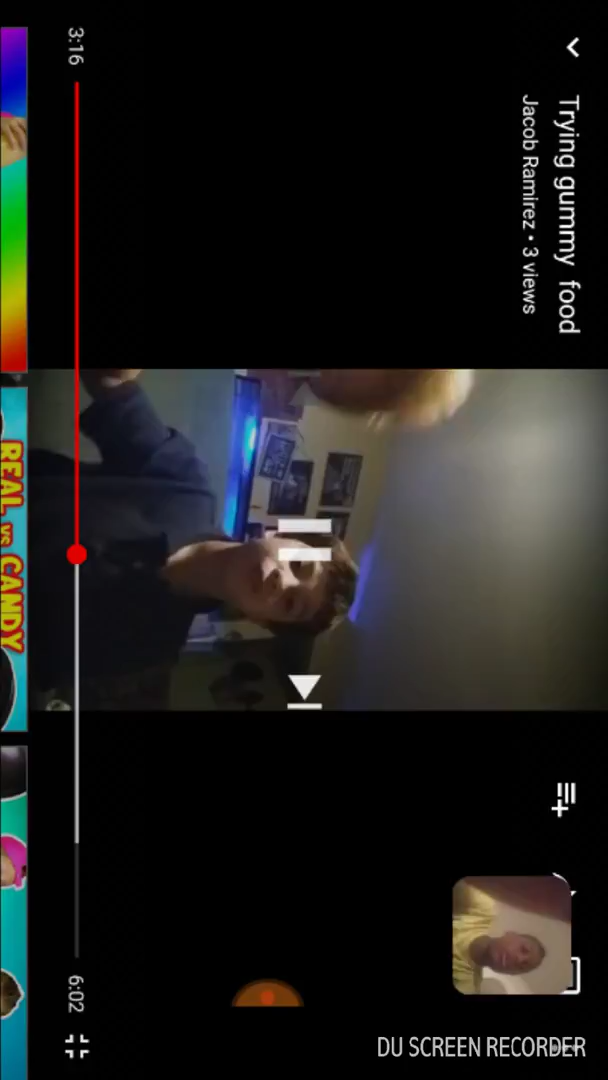 Trying gummy food
Jacob Ramirez • 3 views
3:16
6:02
REAL vs CANDY
DU SCREEN RECORDER